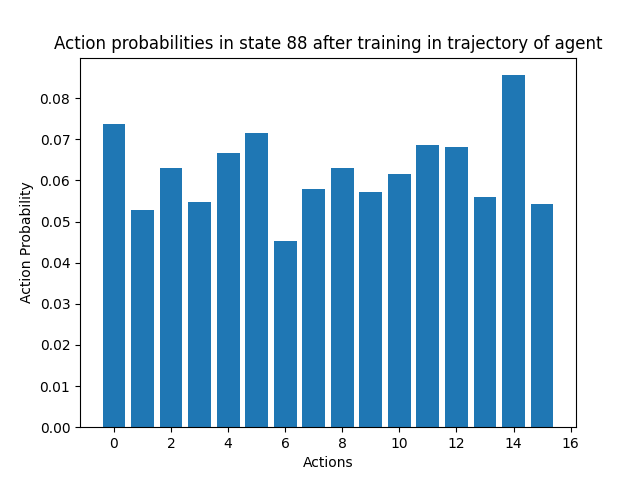 Action probabilities in state 88 after training in trajectory of agent
0.08
0.07
0.06
0.05
0.04
0.03
0.02
0.01
0.00
Action Probability
0 2 4 6 8 10 12 14 16
Actions